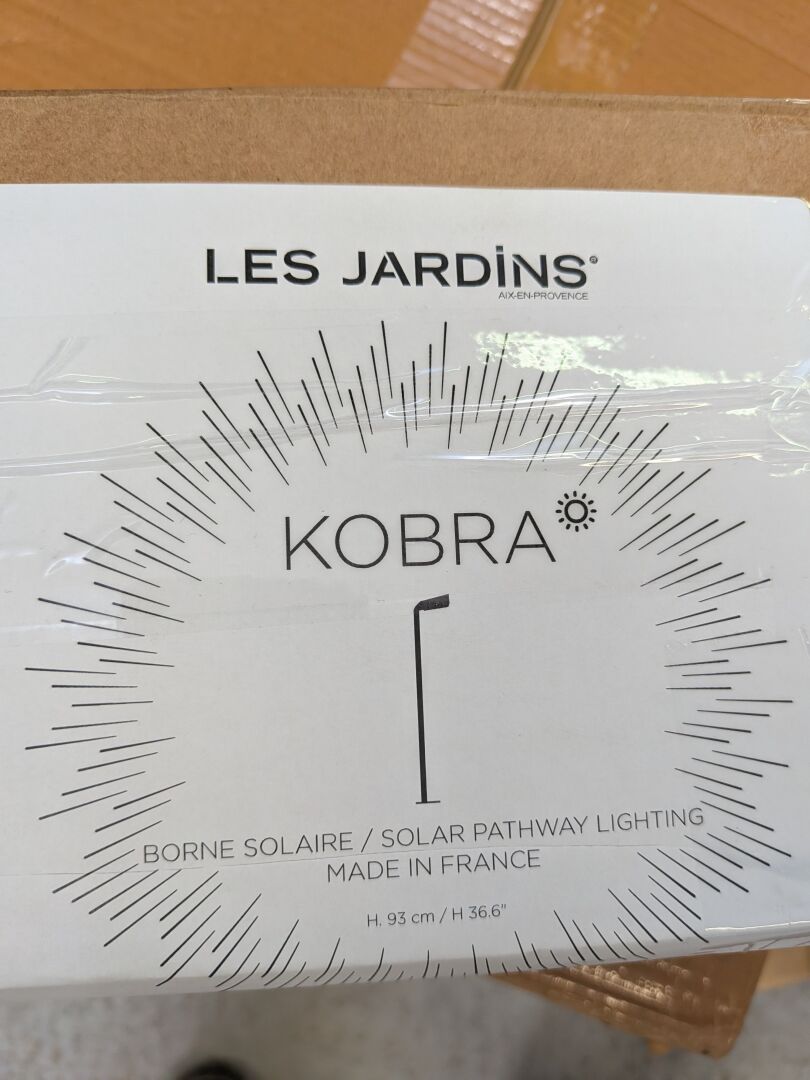 LES JARDINS®
AIX-EN-PROVENCE
KOBRA
BORNE SOLAIRE / SOLAR PATHWAY LIGHTING
MADE IN FRANCE
H. 93 cm / H 36.6"